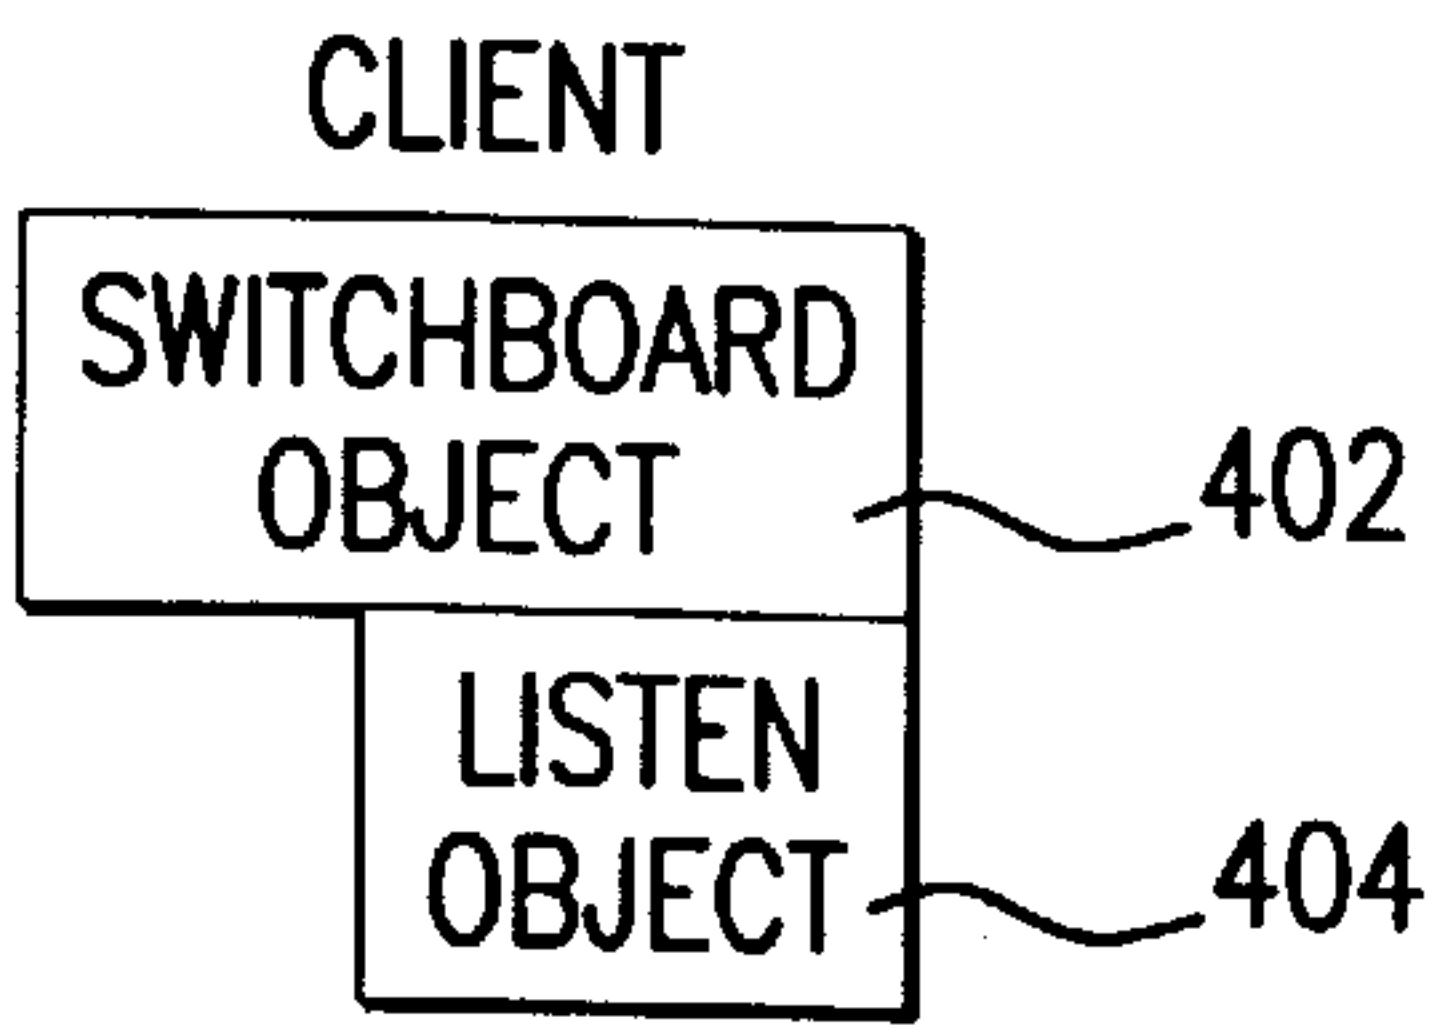 CLIENT
SWITCHBOARD
OBJECT
402
LISTEN
OBJECT
404